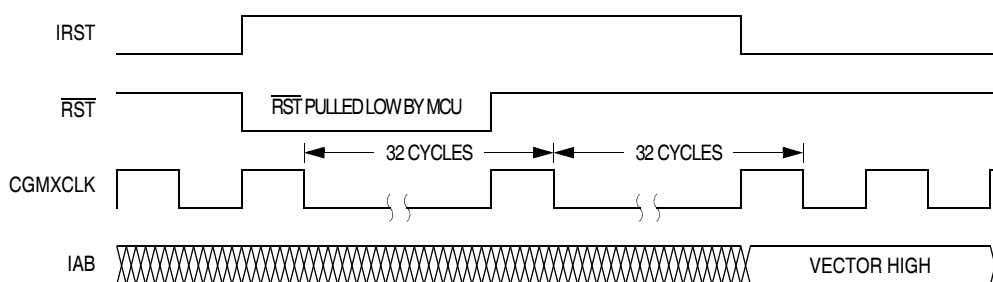 IRST
RST
RST PULLED LOW BY MCU
32 CYCLES
32 CYCLES
CGMXCLK
IAB
VECTOR HIGH